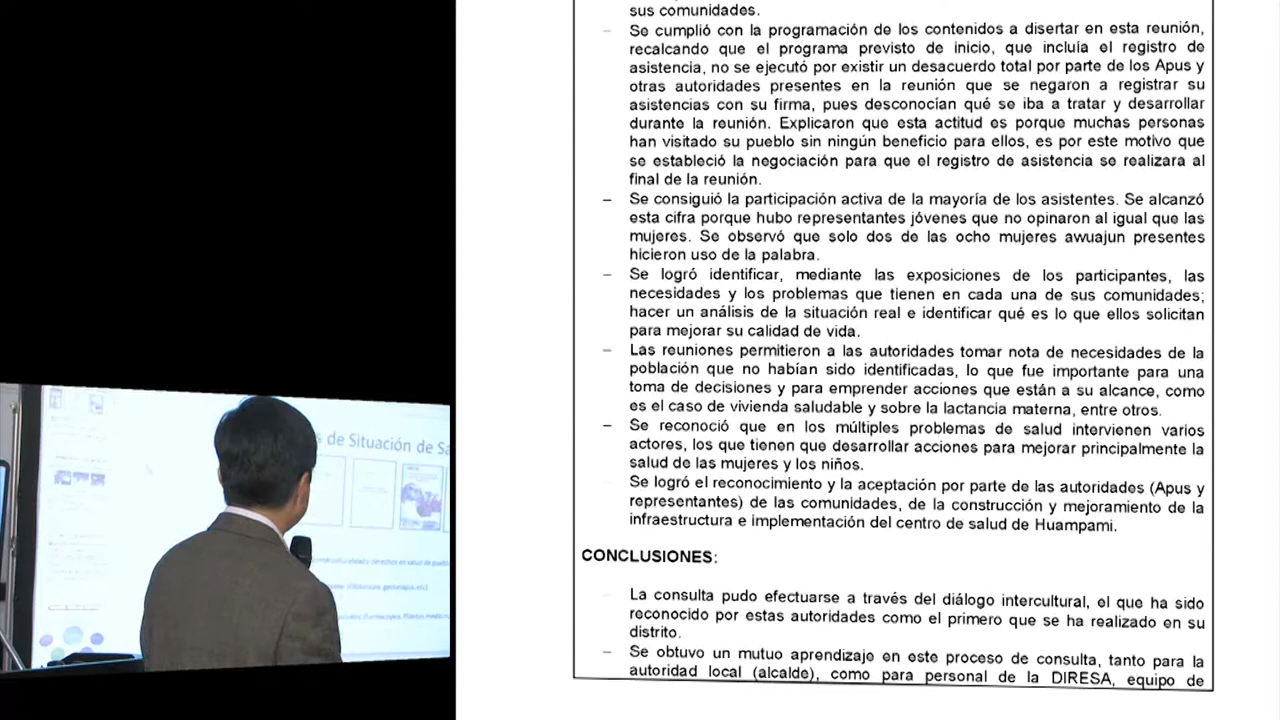 sus comunidades.
– Se cumplió con la programación de los contenidos a disertar en esta reunión,
recalcando que el programa previsto de inicio, que incluía el registro de
asistencia, no se ejecutó por existir un desacuerdo total por parte de los Apus y
otras autoridades presentes en la reunión que se negaron a registrar su
asistencias con su firma, pues desconocían qué se iba a tratar y desarrollar
durante la reunión. Explicaron que esta actitud es porque muchas personas
han visitado su pueblo sin ningún beneficio para ellos, es por este motivo que
se estableció la negociación para que el registro de asistencia se realizara al
final de la reunión.
– Se consiguió la participación activa de la mayoría de los asistentes. Se alcanzó
esta cifra porque hubo representantes jóvenes que no opinaron al igual que las
mujeres. Se observó que solo dos de las ocho mujeres awuajun presentes
hicieron uso de la palabra.
– Se logró identificar, mediante las exposiciones de los participantes, las
necesidades y los problemas que tienen en cada una de sus comunidades;
hacer un análisis de la situación real e identificar qué es lo que ellos solicitan
para mejorar su calidad de vida.
– Las reuniones permitieron a las autoridades tomar nota de necesidades de la
población que no habían sido identificadas, lo que fue importante para una
toma de decisiones y para emprender acciones que están a su alcance, como
es el caso de vivienda saludable y sobre la lactancia materna, entre otros.
– Se reconoció que en los múltiples problemas de salud intervienen varios
actores, los que tienen que desarrollar acciones para mejorar principalmente la
salud de las mujeres y los niños.
– Se logró el reconocimiento y la aceptación por parte de las autoridades (Apus y
representantes) de las comunidades, de la construcción y mejoramiento de la
infraestructura e implementación del centro de salud de Huampami.
CONCLUSIONES:
– La consulta pudo efectuarse a través del diálogo intercultural, el que ha sido
reconocido por estas autoridades como el primero que se ha realizado en su
distrito.
– Se obtuvo un mutuo aprendizaje en este proceso de consulta, tanto para la
autoridad local (alcalde), como para personal de la DIRESA, equipo de
de Situación de